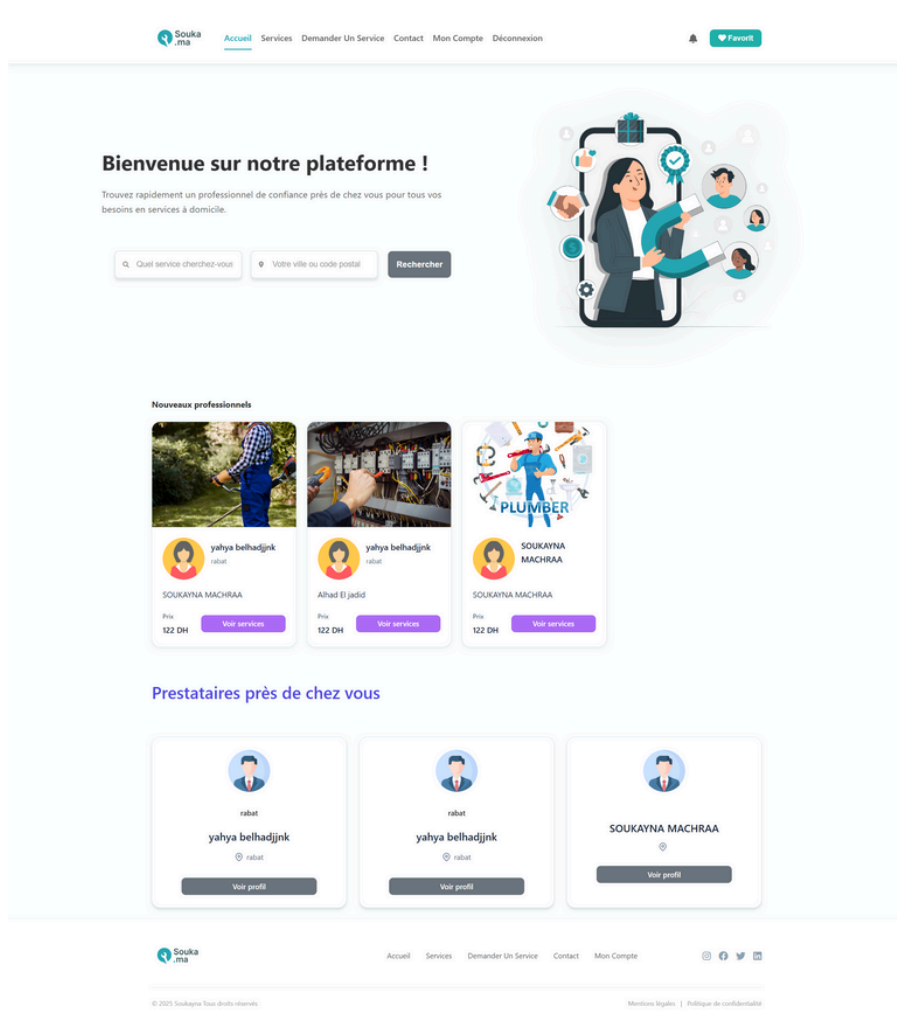 Souka
.ma
Accueil Services Demander Un Service Contact Mon Compte Déconnexion
Favorit
Bienvenue sur notre plateforme !
Trouvez rapidement un professionnel de confiance près de chez vous pour tous vos
besoins en services à domicile.
Quel service cherchez-vous
Votre ville ou code postal
Rechercher
Nouveaux professionnels
yahya belhadjjnk
rabat
SOUKAYNA MACHRAA
Prix
122 DH
Voir services
yahya belhadjjnk
rabat
Alhad El jadid
Prix
122 DH
Voir services
PLUMBER
SOUKAYNA
MACHRAA
SOUKAYNA MACHRAA
Prix
122 DH
Voir services
Prestataires près de chez vous
rabat
yahya belhadjjnk
rabat
Voir profil
rabat
yahya belhadjjnk
rabat
Voir profil
SOUKAYNA MACHRAA
Voir profil
Souka
.ma
Accueil Services Demander Un Service Contact Mon Compte
© 2025 Soukayna Tous droits réservés
Mentions légales | Politique de confidentialité